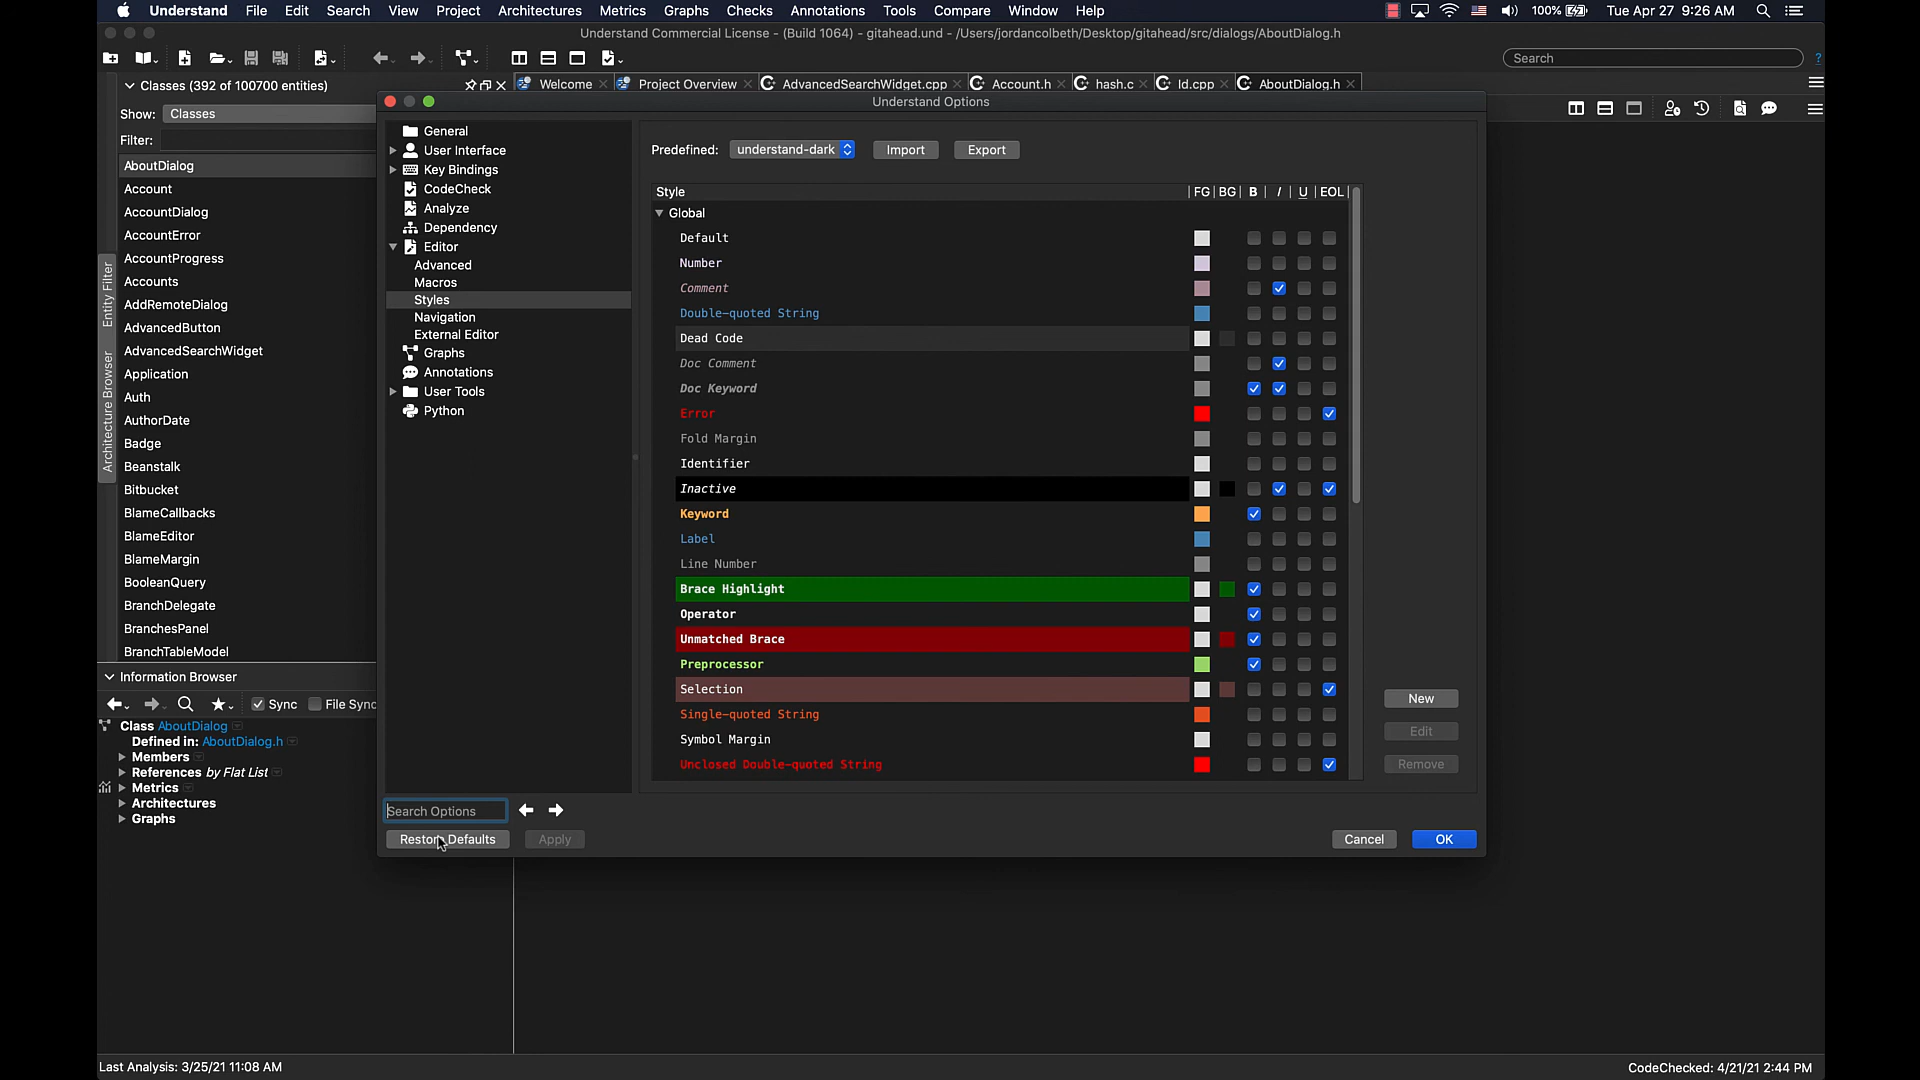 Understand File Edit Search View Project Architectures Metrics Graphs Checks Annotations Tools Compare Window Help 100% Tue Apr 27 9:26 AM
Understand Commercial License - (Build 1064) - gitahead.und - /Users/jordancolbeth/Desktop/gitahead/src/dialogs/AboutDialog.h
Search ?
Classes (392 of 100700 entities)
Welcome Project Overview AdvancedSearchWidget.cpp Account.h hash.c Id.cpp AboutDialog.h
Show: Classes
Filter:
AboutDialog
Account
AccountDialog
AccountError
AccountProgress
Accounts
AddRemoteDialog
AdvancedButton
AdvancedSearchWidget
Application
Auth
AuthorDate
Badge
Beanstalk
Bitbucket
BlameCallbacks
BlameEditor
BlameMargin
BooleanQuery
BranchDelegate
BranchesPanel
BranchTableModel
Entity Filter
Architecture Browser
Information Browser
Sync File Sync
Class AboutDialog
Defined in: AboutDialog.h
Members
References by Flat List
Metrics
Architectures
Graphs
Understand Options
General
User Interface
Key Bindings
CodeCheck
Analyze
Dependency
Editor
Advanced
Macros
Styles
Navigation
External Editor
Graphs
Annotations
User Tools
Python
Predefined: understand-dark Import Export
Style FG BG B I U EOL
Global
Default
Number
Comment
Double-quoted String
Dead Code
Doc Comment
Doc Keyword
Error
Fold Margin
Identifier
Inactive
Keyword
Label
Line Number
Brace Highlight
Operator
Unmatched Brace
Preprocessor
Selection
Single-quoted String
Symbol Margin
Unclosed Double-quoted String
New
Edit
Remove
Search Options
Restore Defaults Apply Cancel OK
Last Analysis: 3/25/21 11:08 AM CodeChecked: 4/21/21 2:44 PM